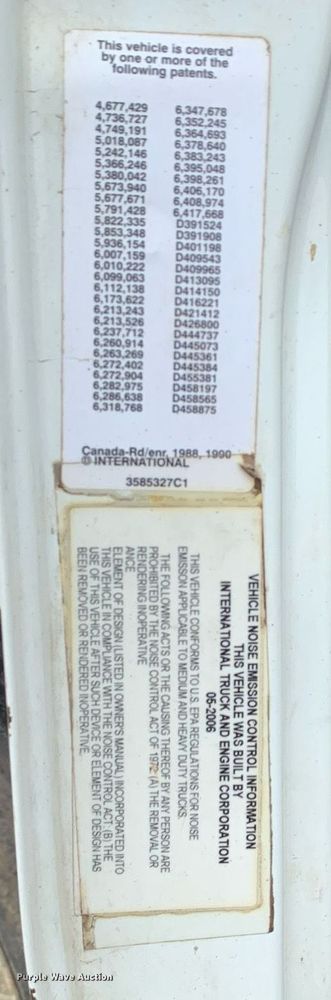 This vehicle is covered
by one or more of the
following patents.
4,677,429
4,736,727
4,749,191
5,018,087
5,242,146
5,366,246
5,380,042
5,673,940
5,677,671
5,791,428
5,822,335
5,853,348
5,936,154
6,007,159
6,010,222
6,099,063
6,112,138
6,173,622
6,213,243
6,213,526
6,237,712
6,260,914
6,263,269
6,272,402
6,272,904
6,282,975
6,286,638
6,318,768
6,347,678
6,352,245
6,364,693
6,378,640
6,383,243
6,395,048
6,398,261
6,406,170
6,408,974
6,417,668
D391524
D391908
D401198
D409543
D409965
D413095
D414150
D416221
D421412
D426800
D444737
D445073
D445361
D445384
D455381
D458197
D458565
D458875
Canada-Rd/enr. 1988, 1990
© INTERNATIONAL
3585327C1
VEHICLE NOISE EMISSION CONTROL INFORMATION
THIS VEHICLE WAS BUILT BY
INTERNATIONAL TRUCK AND ENGINE CORPORATION
05-2006
THIS VEHICLE CONFORMS TO U.S. EPA REGULATIONS FOR NOISE
EMISSION APPLICABLE TO MEDIUM AND HEAVY DUTY TRUCKS.
THE FOLLOWING ACTS OR THE CAUSING THEREOF BY ANY PERSON ARE
PROHIBITED BY THE NOISE CONTROL ACT OF 1972: (A) THE REMOVAL OR
RENDERING INOPERATIVE
ANCE
ELEMENT OF DESIGN (LISTED IN OWNER'S MANUAL) INCORPORATED INTO
THIS VEHICLE IN COMPLIANCE WITH THE NOISE CONTROL ACT: (B) THE
USE OF THIS VEHICLE AFTER SUCH DEVICE OR ELEMENT OF DESIGN HAS
BEEN REMOVED OR RENDERED INOPERATIVE.
Purple Wave Auction